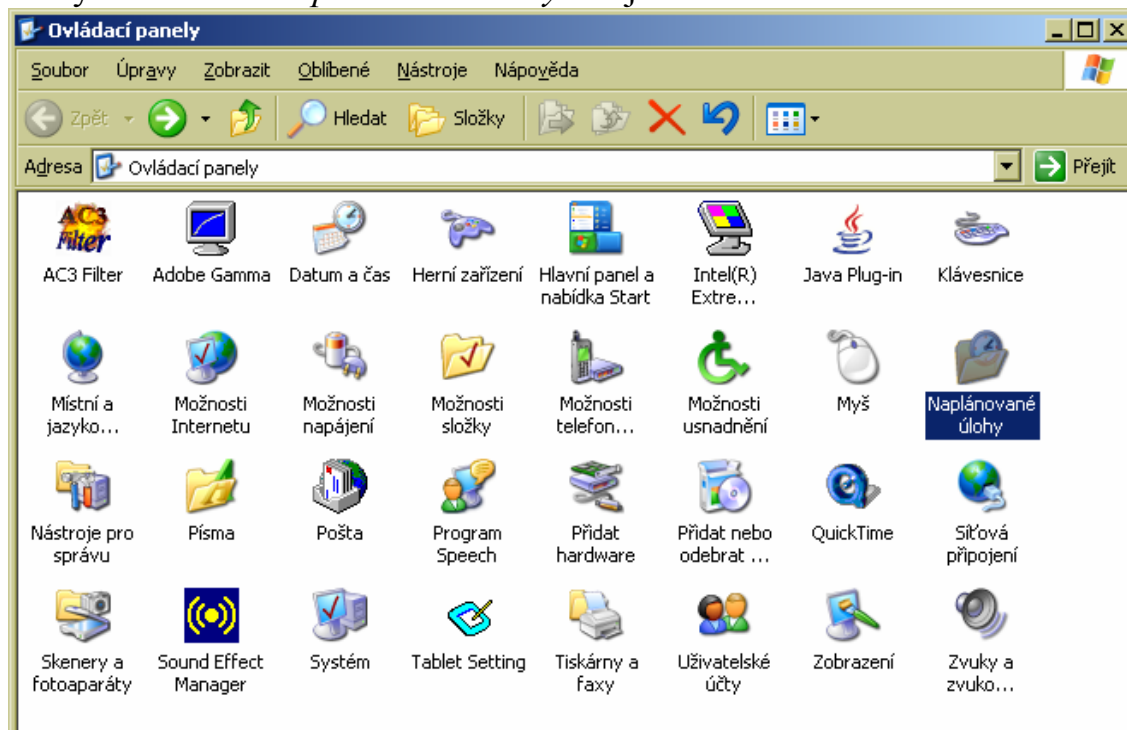 Ovládací panely
Soubor Úpravy Zobrazit Oblíbené Nástroje Nápověda
Zpět Hledat Složky
Adresa Ovládací panely Přejít
AC3 Filter
AC3 Filter Adobe Gamma Datum a čas Herní zařízení Hlavní panel a nabídka Start Intel(R) Extre... Java Plug-in Klávesnice
Místní a jazyko... Možnosti Internetu Možnosti napájení Možnosti složky Možnosti telefon... Možnosti usnadnění Myš Naplánované úlohy
Nástroje pro správu Písma Pošta Program Speech Přidat hardware Přidat nebo odebrat ... QuickTime Síťová připojení
Skenery a fotoaparáty Sound Effect Manager Systém Tablet Setting Tiskárny a faxy Uživatelské účty Zobrazení Zvuky a zvuko...